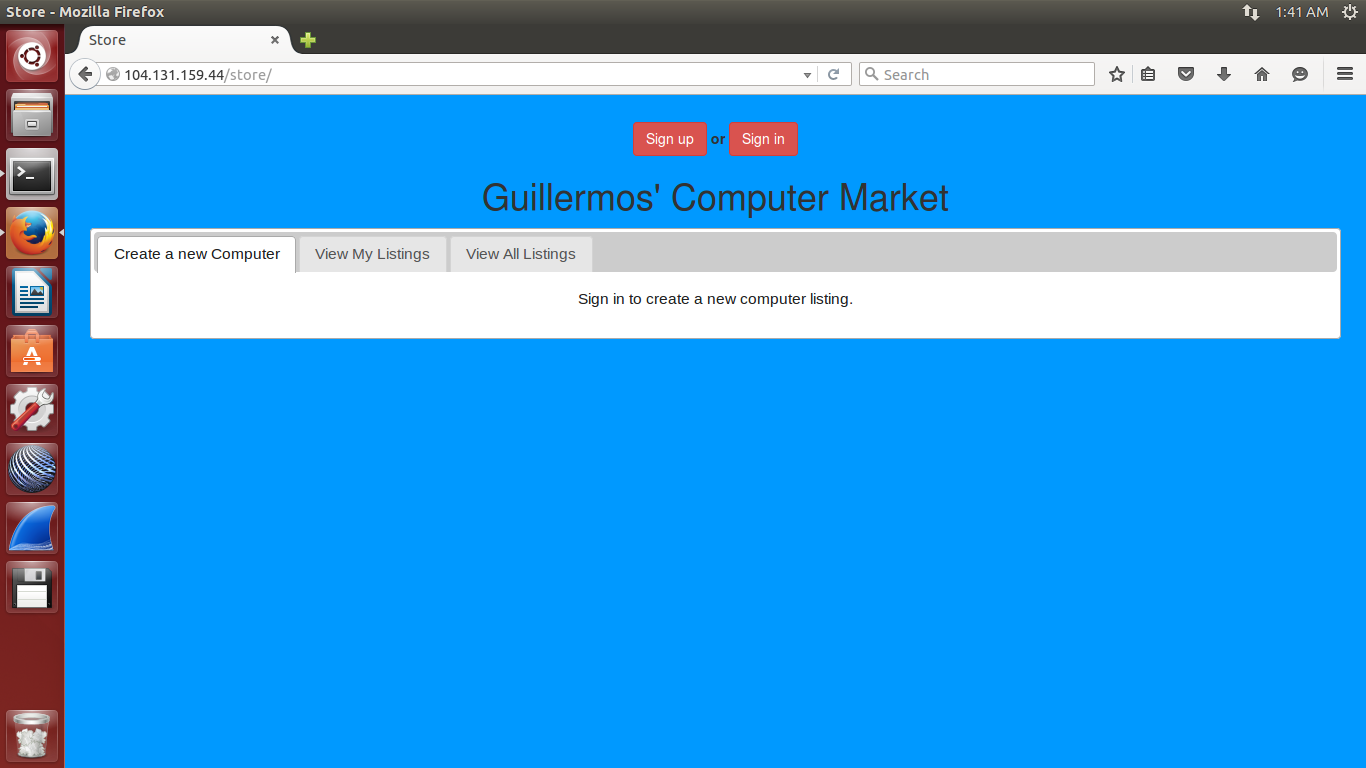 Store - Mozilla Firefox
1:41 AM
Store
104.131.159.44/store/
Search
Sign up or Sign in
Guillermos' Computer Market
Create a new Computer
View My Listings
View All Listings
Sign in to create a new computer listing.